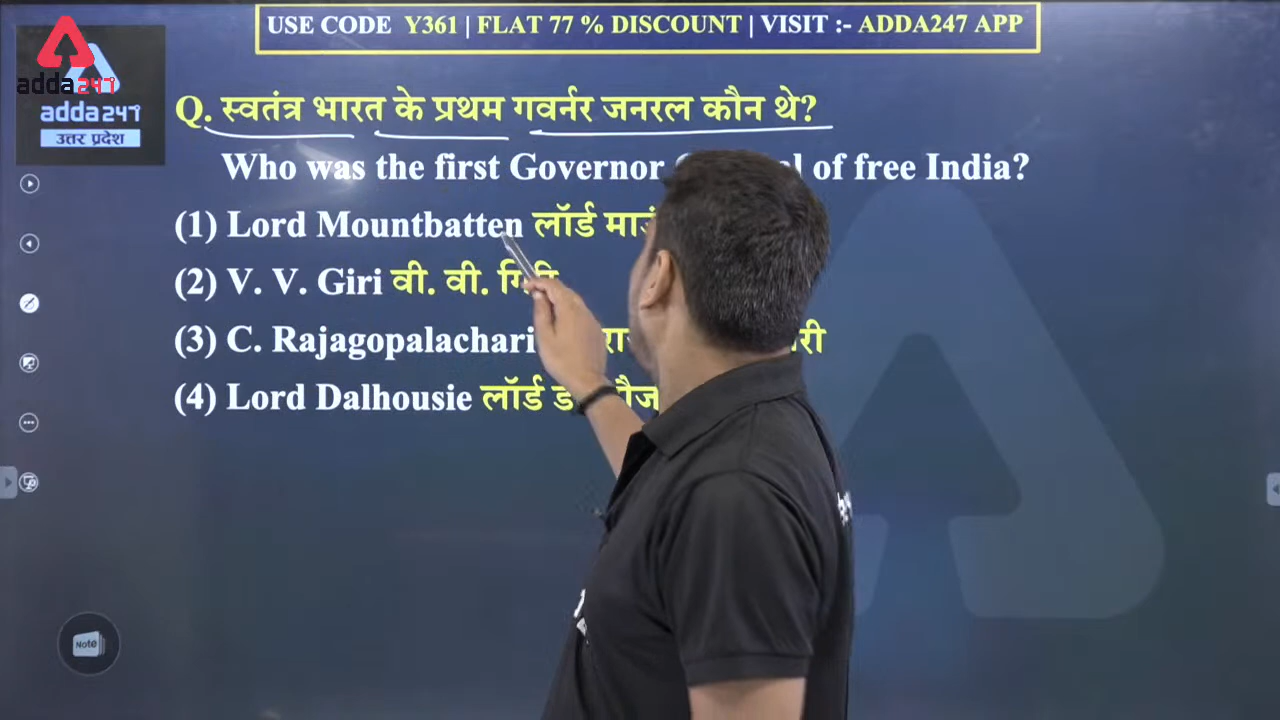 USE CODE Y361 | FLAT 77 % DISCOUNT | VISIT :- ADDA247 APP
adda247
adda247
उत्तर प्रदेश
Q. स्वतंत्र भारत के प्रथम गवर्नर जनरल कौन थे?
Who was the first Governor of free India?
(1) Lord Mountbatten लॉर्ड
(2) V. V. Giri वी. वी. गिरी
(3) C. Rajagopalachari
(4) Lord Dalhousie लॉर्ड
Note